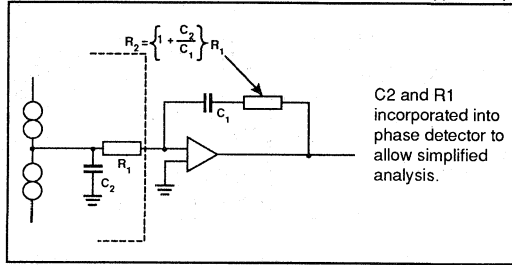 R2={1 + C2/C1}R1
C1
R1
C2
C2 and R1
incorporated into
phase detector to
allow simplified
analysis.